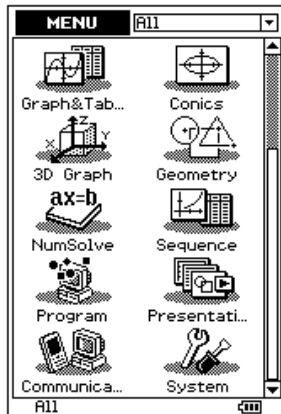 MENU All
Graph&Tab... Conics
Z
X Y
3D Graph Geometry
ax=b
NumSolve Sequence
Program Presentati...
Communica... System
All